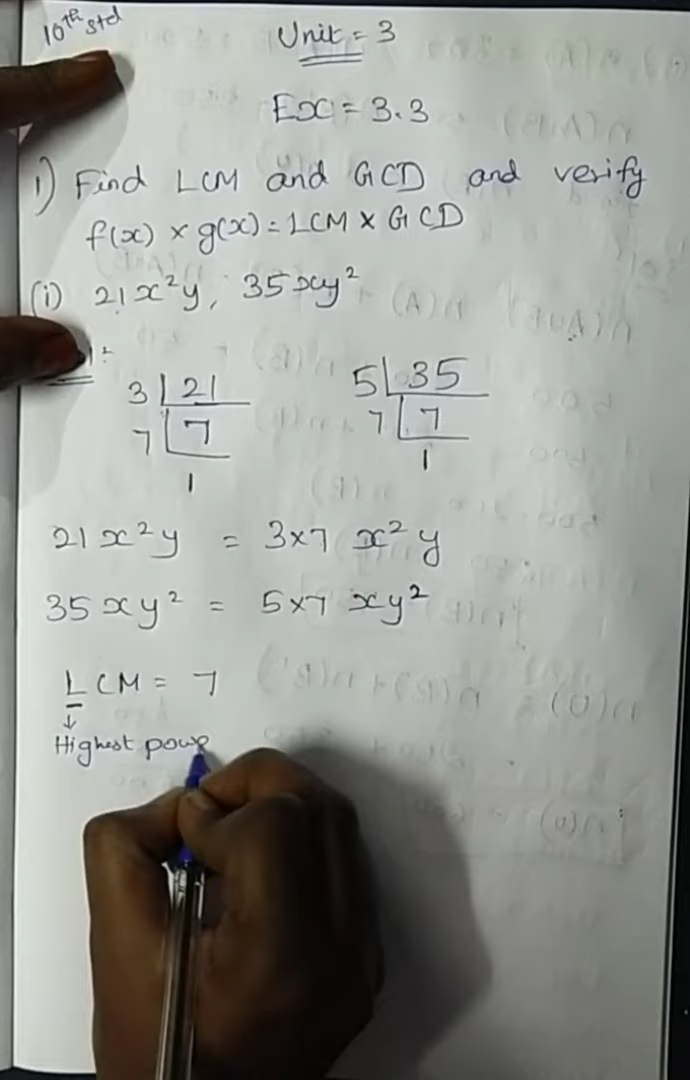 10th std
Unit = 3
Ex = 3.3
1) Find LCM and GCD and verify
f(x) × g(x) = LCM × GCD
(i) 21x²y, 35xy²
3 | 21    5 | 35
7 | 7    7 | 7
1    1
21x²y = 3×7 x²y
35xy² = 5×7 xy²
LCM = 7
↓
Highest powe